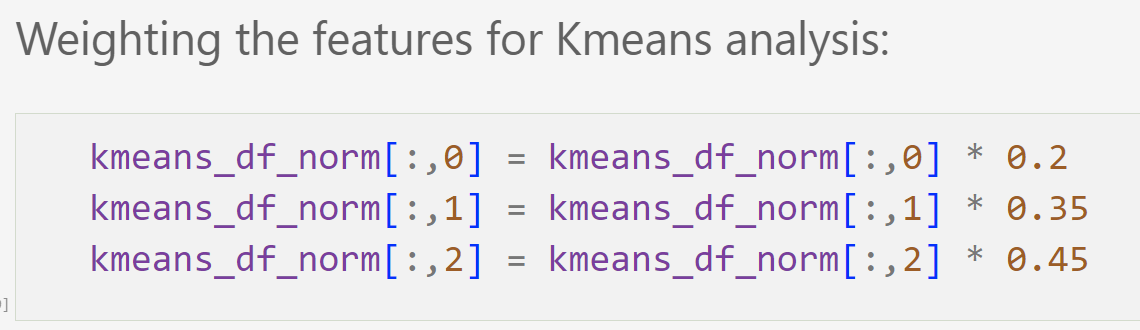 Weighting the features for Kmeans analysis:
kmeans_df_norm[:,0] = kmeans_df_norm[:,0] * 0.2
kmeans_df_norm[:,1] = kmeans_df_norm[:,1] * 0.35
kmeans_df_norm[:,2] = kmeans_df_norm[:,2] * 0.45
]